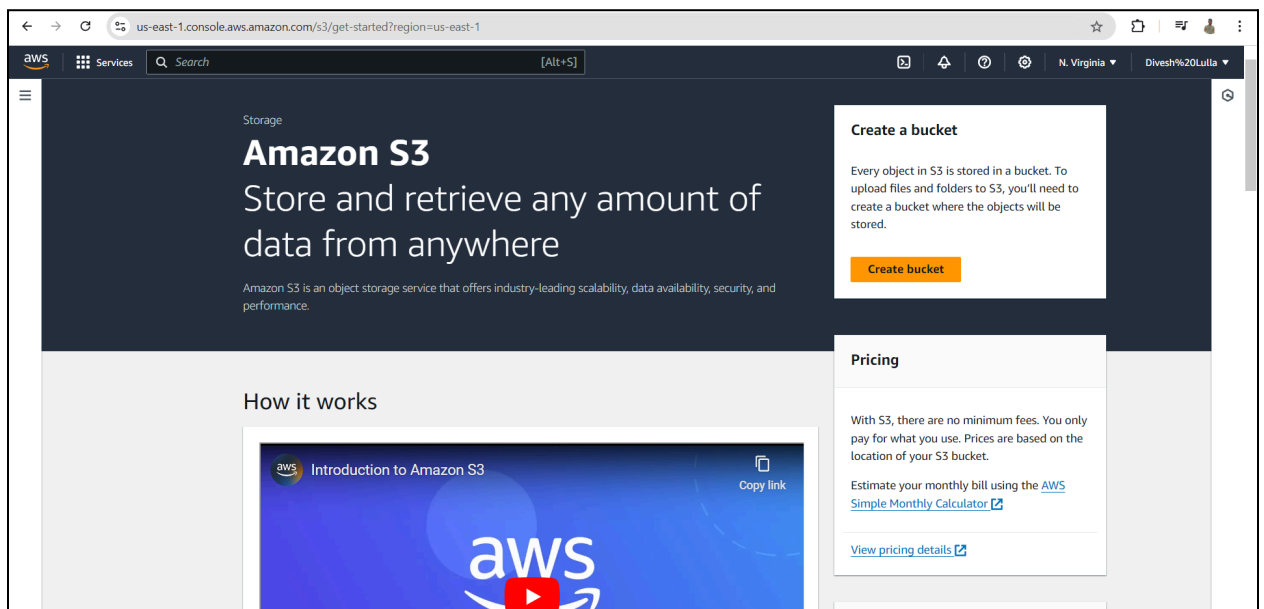 us-east-1.console.aws.amazon.com/s3/get-started?region=us-east-1
aws
Services
Search
[Alt+S]
N. Virginia
Divesh%20Lulla
Storage
Amazon S3
Store and retrieve any amount of
data from anywhere
Amazon S3 is an object storage service that offers industry-leading scalability, data availability, security, and
performance.
Create a bucket
Every object in S3 is stored in a bucket. To
upload files and folders to S3, you'll need to
create a bucket where the objects will be
stored.
Create bucket
Pricing
With S3, there are no minimum fees. You only
pay for what you use. Prices are based on the
location of your S3 bucket.
Estimate your monthly bill using the AWS
Simple Monthly Calculator
View pricing details
How it works
aws
Introduction to Amazon S3
Copy link
aws